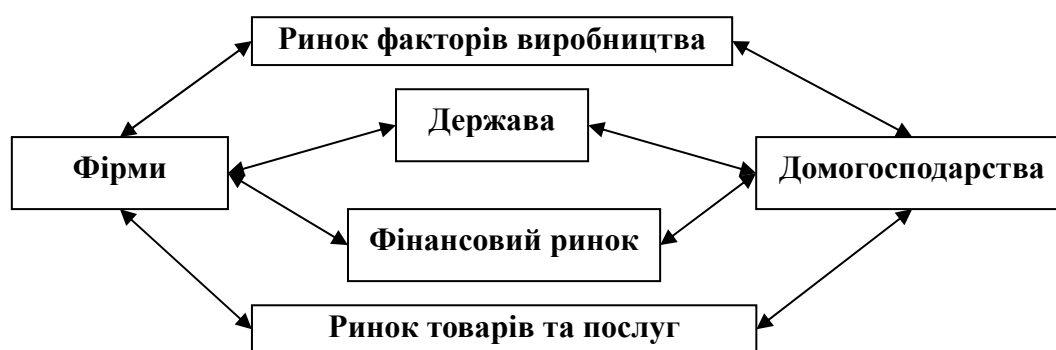 Ринок факторів виробництва
Держава
Фірми
Домогосподарства
Фінансовий ринок
Ринок товарів та послуг